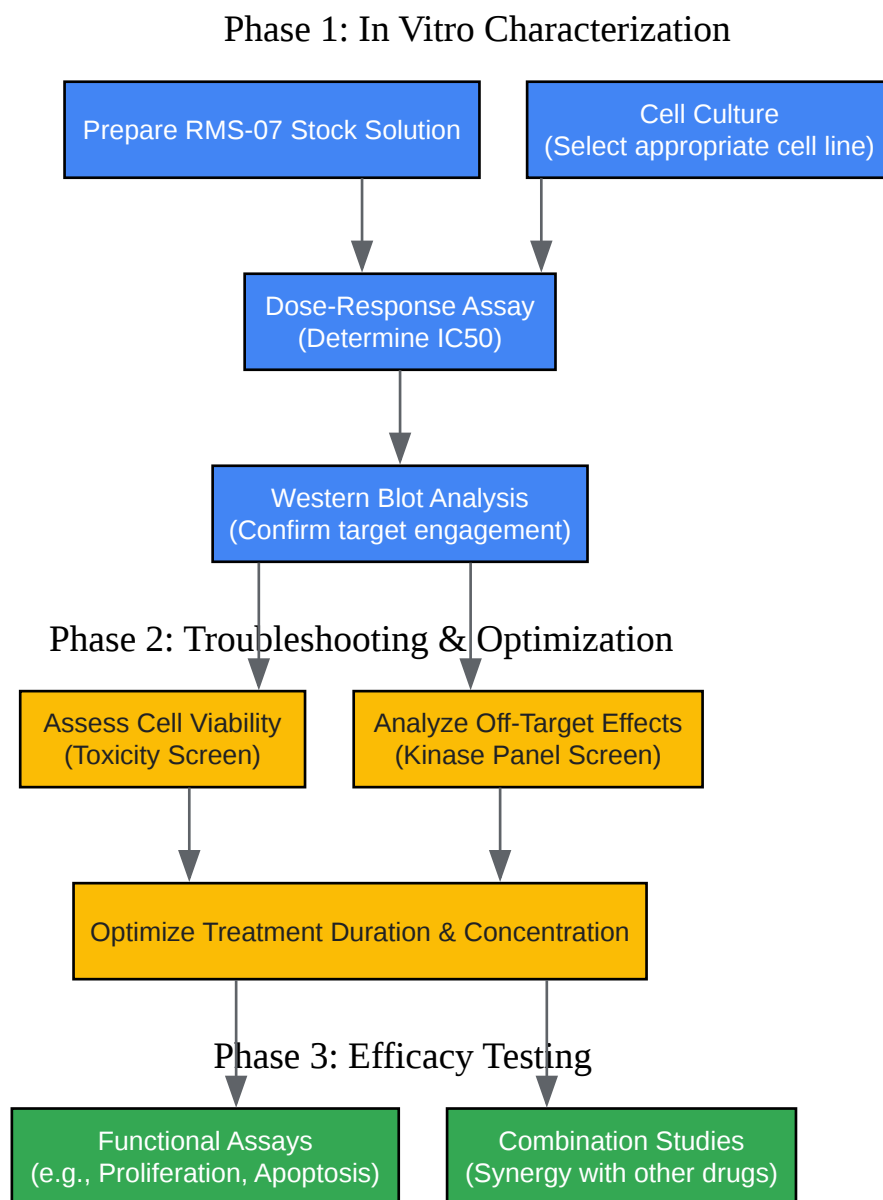 Phase 1: In Vitro Characterization
Prepare RMS-07 Stock Solution
Cell Culture
(Select appropriate cell line)
Dose-Response Assay
(Determine IC50)
Western Blot Analysis
(Confirm target engagement)
Phase 2: Troubleshooting & Optimization
Assess Cell Viability
(Toxicity Screen)
Analyze Off-Target Effects
(Kinase Panel Screen)
Optimize Treatment Duration & Concentration
Phase 3: Efficacy Testing
Functional Assays
(e.g., Proliferation, Apoptosis)
Combination Studies
(Synergy with other drugs)